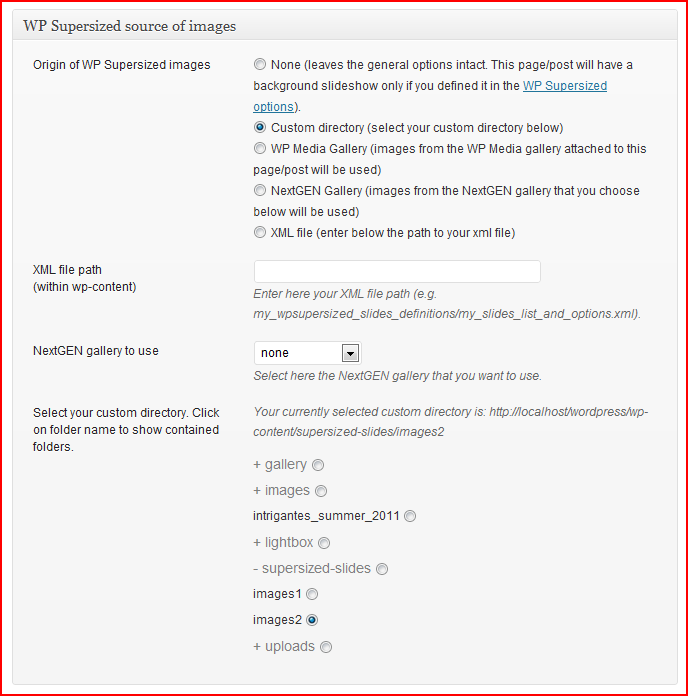 WP Supersized source of images
Origin of WP Supersized images
None (leaves the general options intact. This page/post will have a
background slideshow only if you defined it in the WP Supersized
options).
Custom directory (select your custom directory below)
WP Media Gallery (images from the WP Media gallery attached to this
page/post will be used)
NextGEN Gallery (images from the NextGEN gallery that you choose
below will be used)
XML file (enter below the path to your xml file)
XML file path
(within wp-content)
Enter here your XML file path (e.g.
my_wpsupersized_slides_definitions/my_slides_list_and_options.xml).
NextGEN gallery to use
none
Select here the NextGEN gallery that you want to use.
Select your custom directory. Click
on folder name to show contained
folders.
Your currently selected custom directory is: http://localhost/wordpress/wp-
content/supersized-slides/images2
+ gallery
+ images
intrigantes_summer_2011
+ lightbox
- supersized-slides
images1
images2
+ uploads